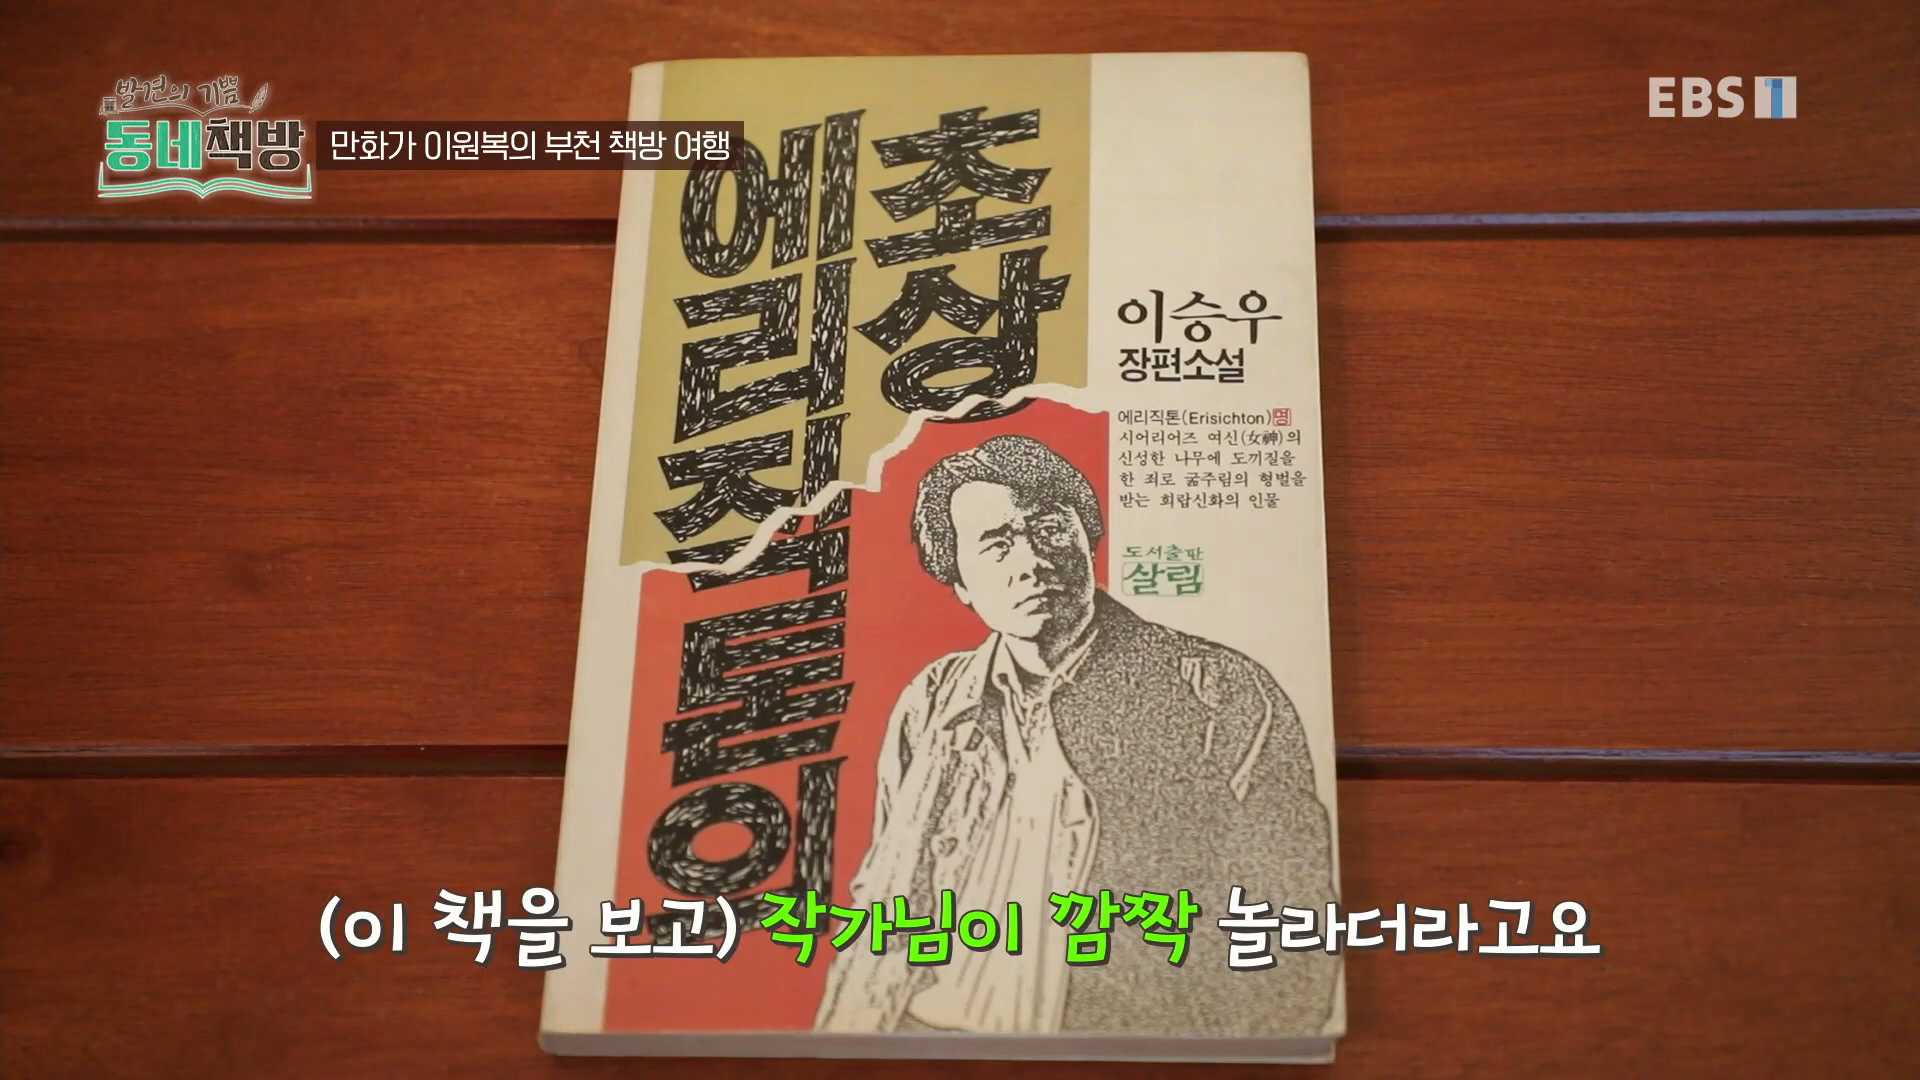 발견의 기쁨
동네책방
만화가 이원복의 부천 책방 여행
EBS 1
에리직톤의
초상
이승우
장편소설
에리직톤(Erisichton)명
시어리어즈 여신(女神)의
신성한 나무에 도끼질을
한 죄로 굶주림의 형벌을
받는 희랍신화의 인물
도서출판
살림
(이 책을 보고) 작가님이 깜짝 놀라더라고요